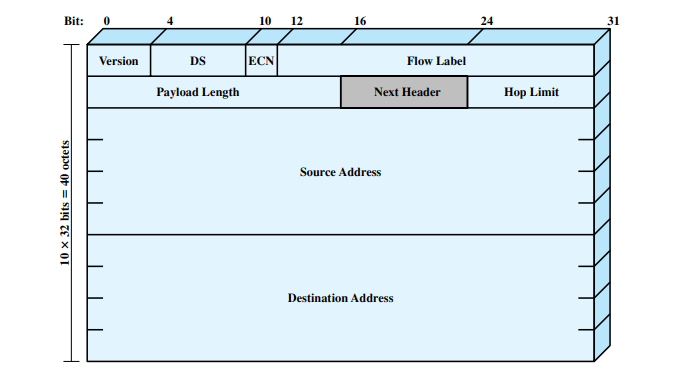 Bit: 0 4 10 12 16 24 31
Version DS ECN Flow Label
Payload Length Next Header Hop Limit
Source Address
Destination Address
10 × 32 bits = 40 octets